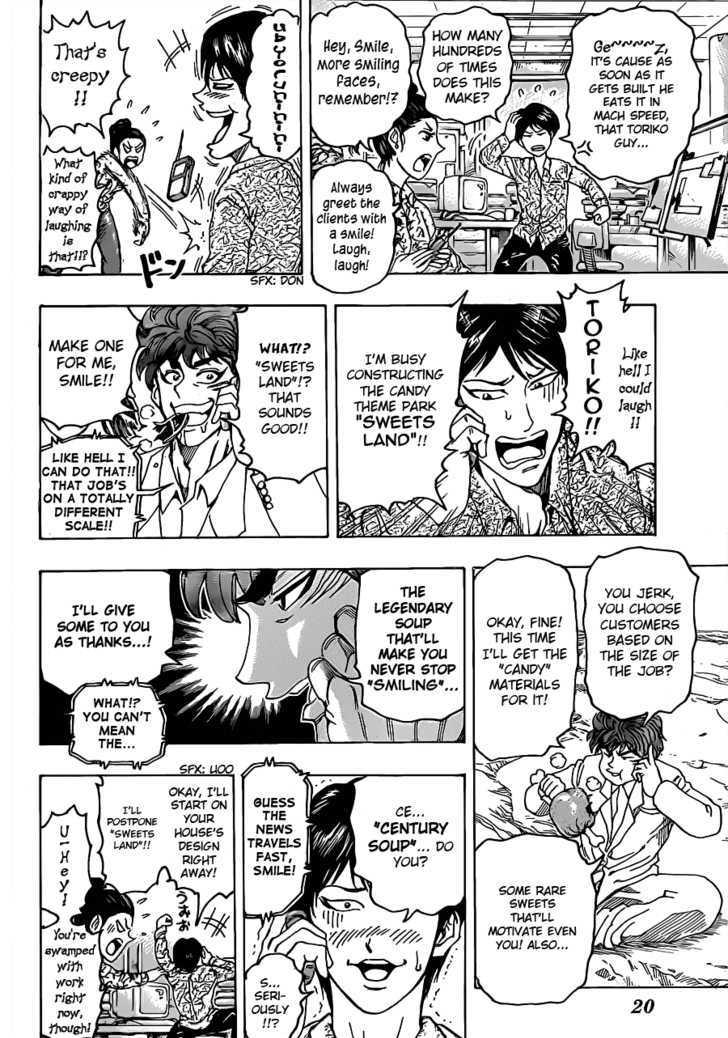 Ge~~~~z,
IT'S CAUSE AS
SOON AS IT
GETS BUILT HE
EATS IT IN
MACH SPEED,
THAT TORIKO
GUY...
HOW MANY
HUNDREDS
OF TIMES
DOES THIS
MAKE?
Hey, Smile,
more smiling
faces,
remember!?
Always
greet the
clients with
a smile!
Laugh,
laugh!
SFX: DON
ドン
That's
creepy
!!
What
kind of
crappy
way of
laughing
is
that!!?
Like
hell I
could
laugh
!!
TORIKO!!
I'M BUSY
CONSTRUCTING
THE CANDY
THEME PARK
"SWEETS
LAND"!!
WHAT!?
"SWEETS
LAND"!?
THAT
SOUNDS
GOOD!!
MAKE ONE
FOR ME,
SMILE!!
LIKE HELL I
CAN DO THAT!!
THAT JOB'S
ON A TOTALLY
DIFFERENT
SCALE!!
YOU JERK,
YOU CHOOSE
CUSTOMERS
BASED ON
THE SIZE OF
THE JOB?
OKAY, FINE!
THIS TIME
I'LL GET THE
"CANDY"
MATERIALS
FOR IT!
SOME RARE
SWEETS
THAT'LL
MOTIVATE EVEN
YOU! ALSO...
THE
LEGENDARY
SOUP
THAT'LL
MAKE YOU
NEVER STOP
"SMILING"...
I'LL GIVE
SOME TO YOU
AS THANKS...!
WHAT!?
YOU CAN'T
MEAN
THE...
CE...
"CENTURY
SOUP"... DO
YOU?
GUESS
THE NEWS
TRAVELS
FAST,
SMILE!
S...
SERI-
OUSLY
!!?
SFX: UOO
うおお
OKAY, I'LL
START ON
YOUR
HOUSE'S
DESIGN
RIGHT
AWAY!
I'LL
POSTPONE
"SWEETS
LAND"!!
U-Hey!
You're
swamped
with
work
right
now,
though!
20